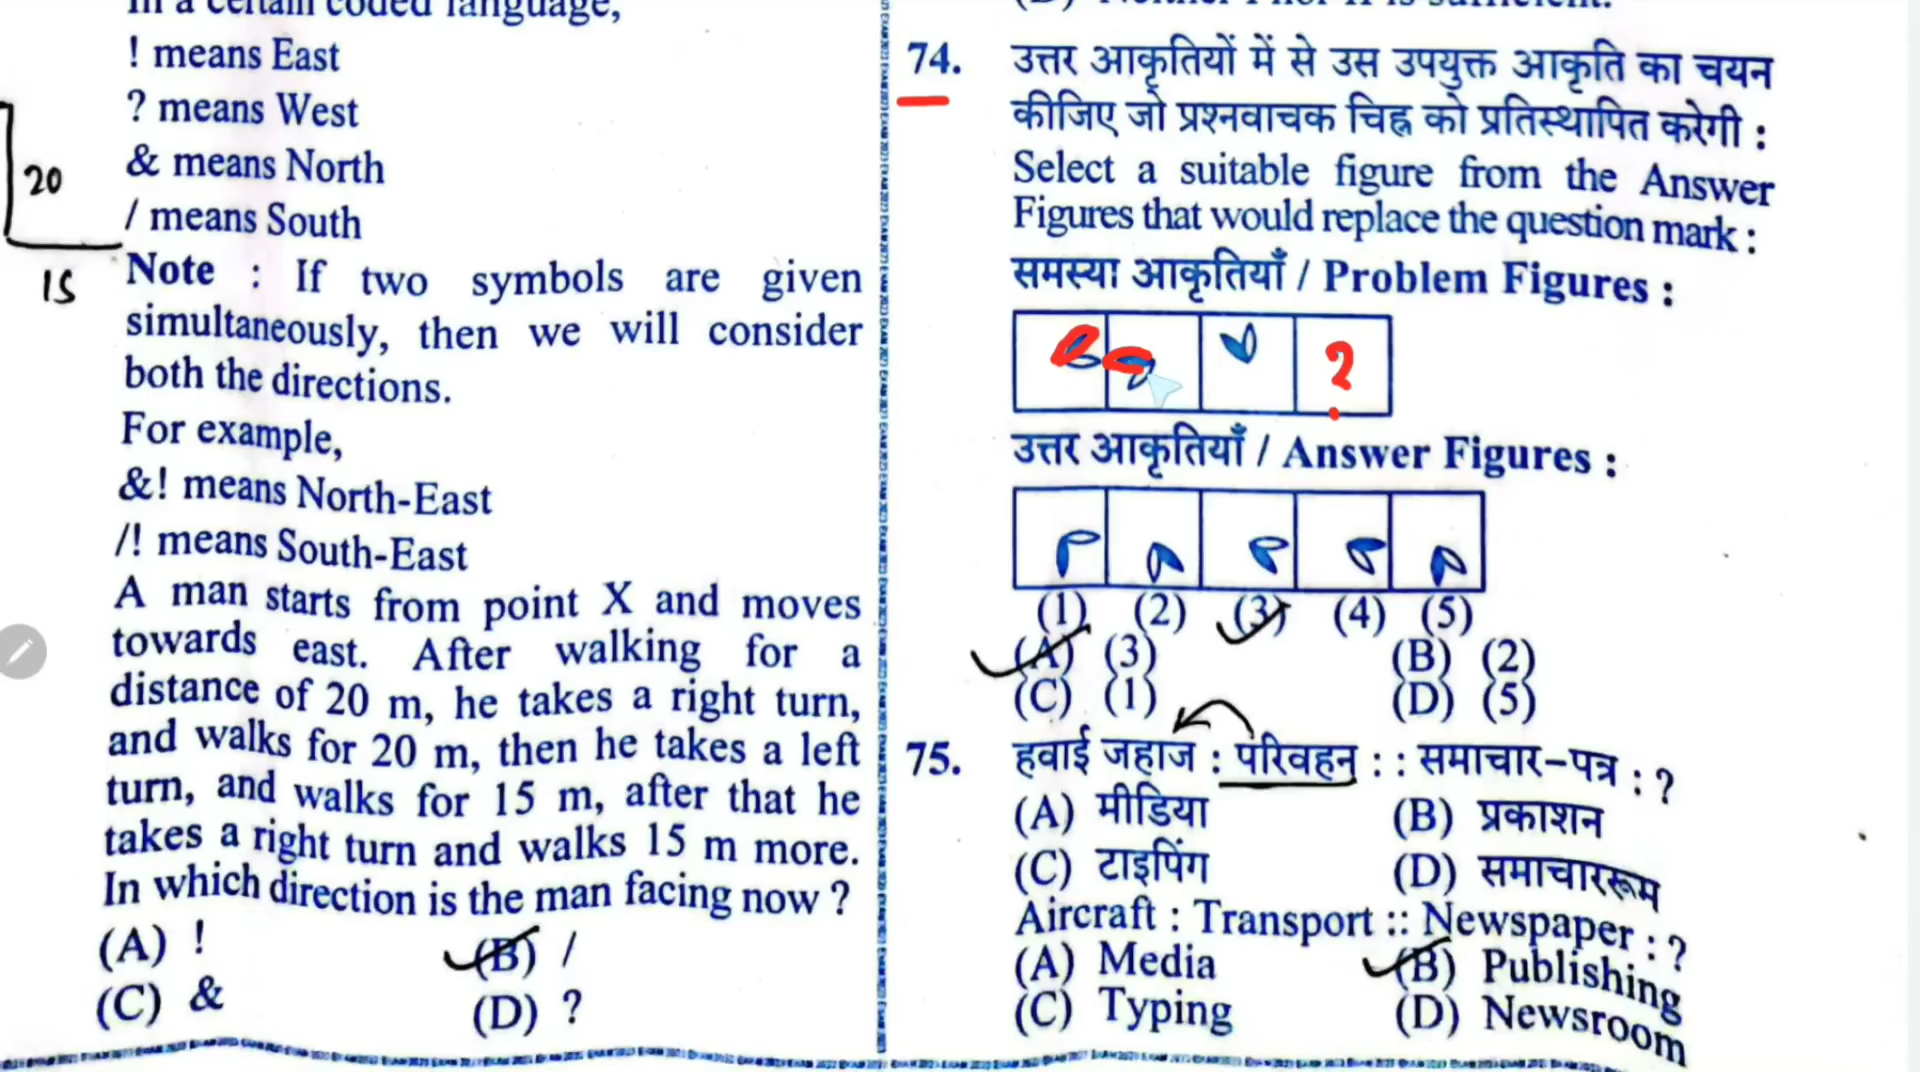 In a certain coded language,
! means East
? means West
& means North
/ means South
Note : If two symbols are given
simultaneously, then we will consider
both the directions.
For example,
&! means North-East
/! means South-East
A man starts from point X and moves
towards east. After walking for a
distance of 20 m, he takes a right turn,
and walks for 20 m, then he takes a left
turn, and walks for 15 m, after that he
takes a right turn and walks 15 m more.
In which direction is the man facing now ?
(A) !
(B) /
(C) &
(D) ?
20
15
74. उत्तर आकृतियों में से उस उपयुक्त आकृति का चयन
कीजिए जो प्रश्नवाचक चिह्न को प्रतिस्थापित करेगी :
Select a suitable figure from the Answer
Figures that would replace the question mark :
समस्या आकृतियाँ / Problem Figures :
?
उत्तर आकृतियाँ / Answer Figures :
(1) (2) (3) (4) (5)
(A) (3) (B) (2)
(C) (1) (D) (5)
75. हवाई जहाज : परिवहन : : समाचार-पत्र : ?
(A) मीडिया (B) प्रकाशन
(C) टाइपिंग (D) समाचाररूम
Aircraft : Transport :: Newspaper : ?
(A) Media (B) Publishing
(C) Typing (D) Newsroom